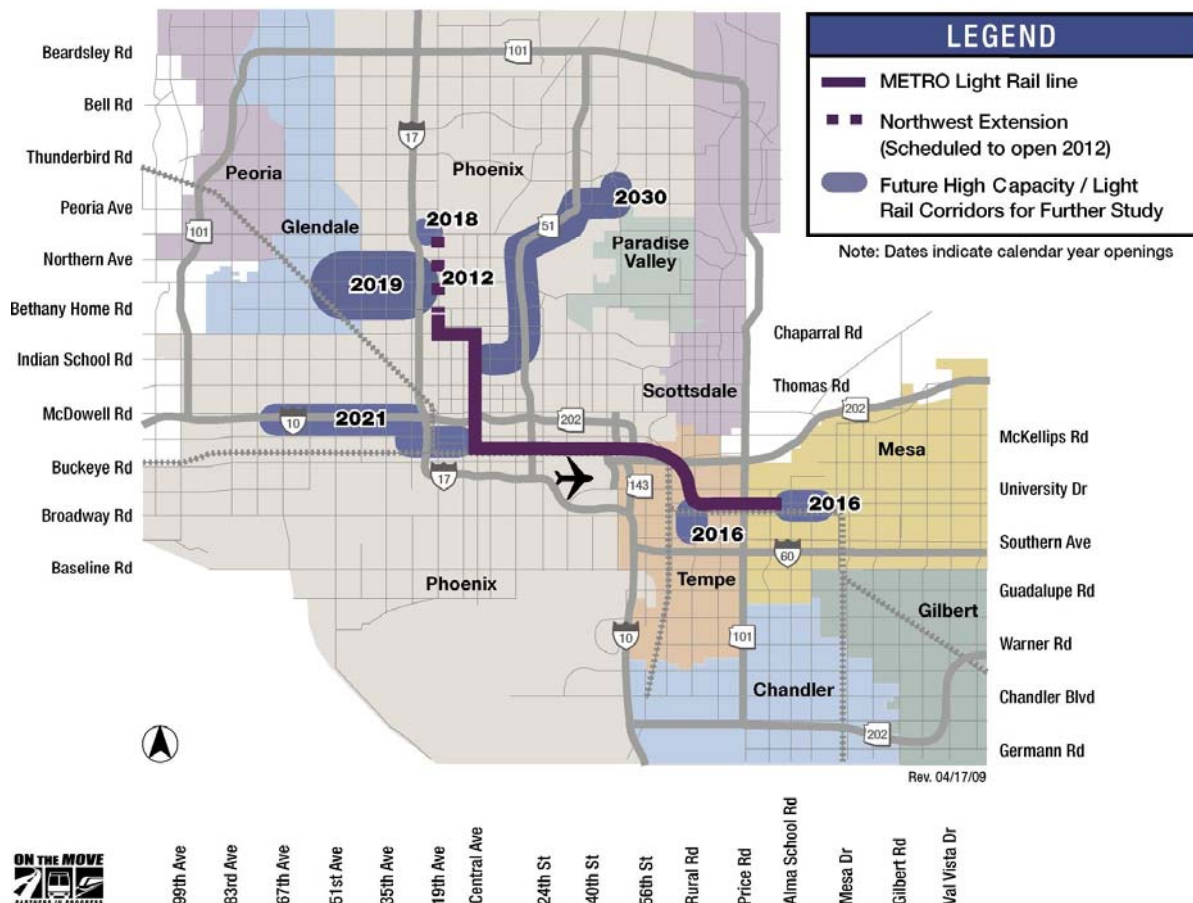 LEGEND
METRO Light Rail line
Northwest Extension
(Scheduled to open 2012)
Future High Capacity / Light
Rail Corridors for Further Study
Note: Dates indicate calendar year openings
Beardsley Rd
Bell Rd
Thunderbird Rd
Peoria Ave
Northern Ave
Bethany Home Rd
Indian School Rd
McDowell Rd
Buckeye Rd
Broadway Rd
Baseline Rd
101
17
Phoenix
Peoria
2030
2018
51
101
Glendale
Paradise
Valley
2019
2012
Chaparral Rd
Thomas Rd
Scottsdale
202
2021
10
202
Mesa
McKellips Rd
17
143
University Dr
2016
2016
Southern Ave
60
Phoenix
Tempe
Guadalupe Rd
Gilbert
10
101
Warner Rd
Chandler
Chandler Blvd
202
Germann Rd
Rev. 04/17/09
99th Ave
83rd Ave
67th Ave
51st Ave
35th Ave
19th Ave
Central Ave
24th St
40th St
56th St
Rural Rd
Price Rd
Alma School Rd
Mesa Dr
Gilbert Rd
Val Vista Dr
ON THE MOVE
PARTNERS IN PROGRESS